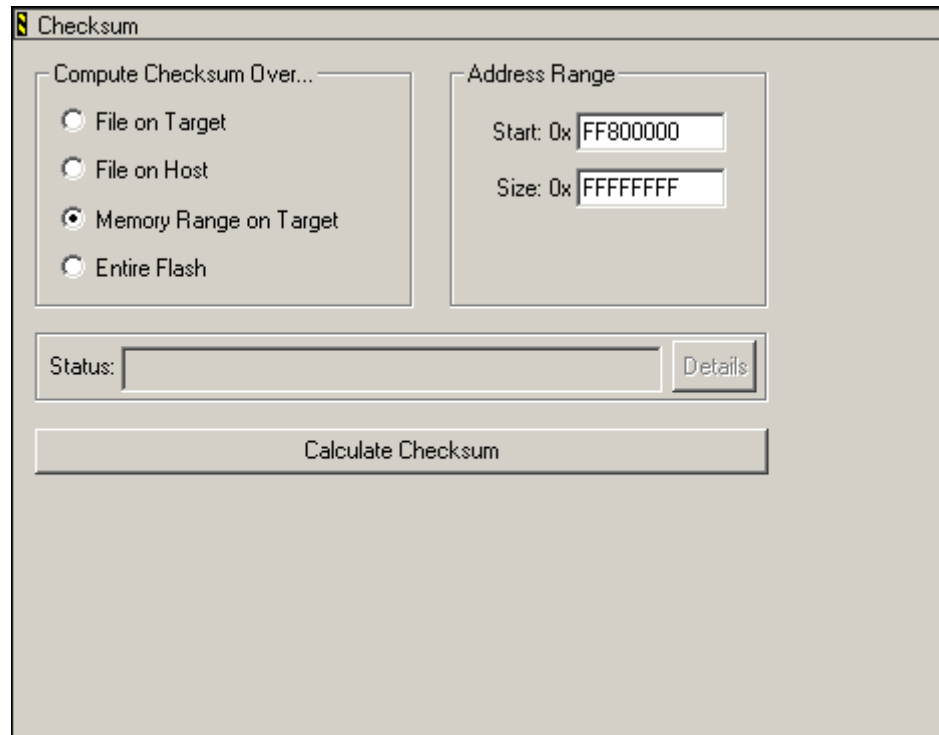 Checksum
Compute Checksum Over...
File on Target
File on Host
Memory Range on Target
Entire Flash
Address Range
Start: 0x FF800000
Size: 0x FFFFFFFF
Status:
Details
Calculate Checksum